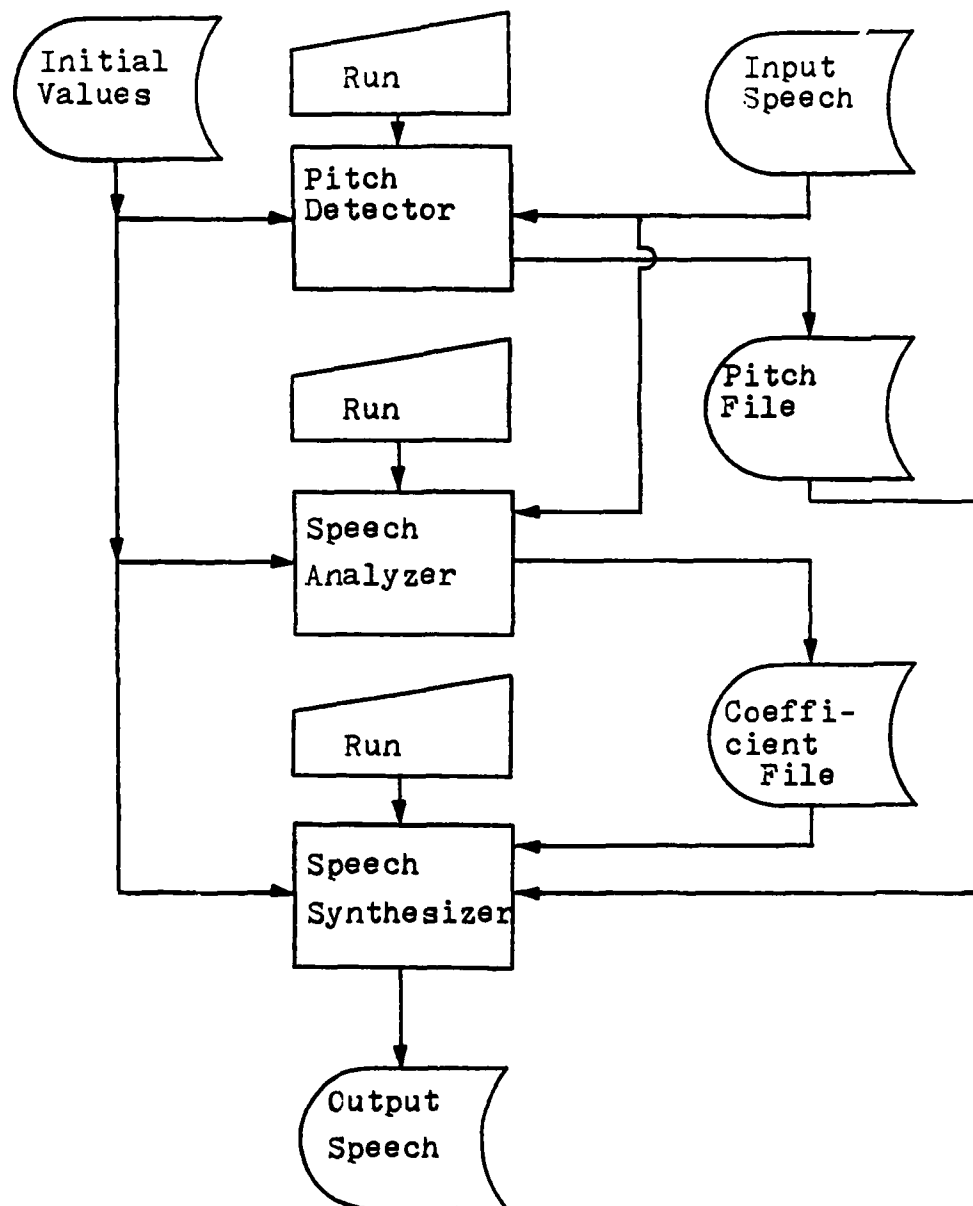 Initial
Values
Run
Input
Speech
Pitch
Detector
Run
Pitch
File
Speech
Analyzer
Run
Coeffi-
cient
File
Speech
Synthesizer
Output
Speech